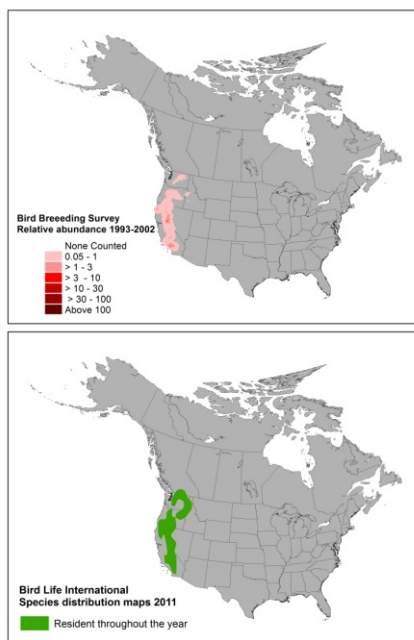 Bird Breeding Survey
Relative abundance 1993-2002
None Counted
0.05 - 1
> 1 - 3
> 3 - 10
> 10 - 30
> 30 - 100
Above 100
Bird Life International
Species distribution maps 2011
Resident throughout the year